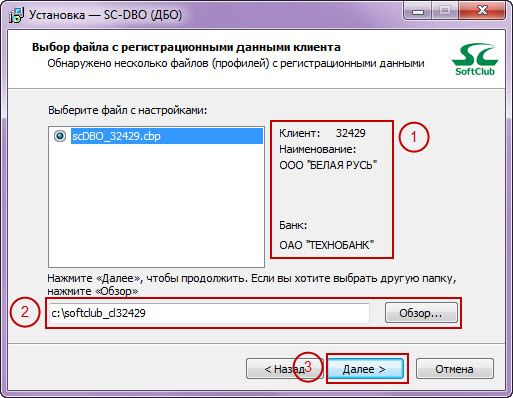 Установка — SC-DBO (ДБО)
Выбор файла с регистрационными данными клиента
Обнаружено несколько файлов (профилей) с регистрационными данными
SC
SoftClub
Выберите файл с настройками:
scDBO_32429.cbp
Клиент: 32429
Наименование:
ООО "БЕЛАЯ РУСЬ"
Банк:
ОАО "ТЕХНОБАНК"
1
Нажмите «Далее», чтобы продолжить. Если вы хотите выбрать другую папку,
нажмите «Обзор»
2
c:\softclub_cl32429
Обзор...
< Назад
3
Далее >
Отмена